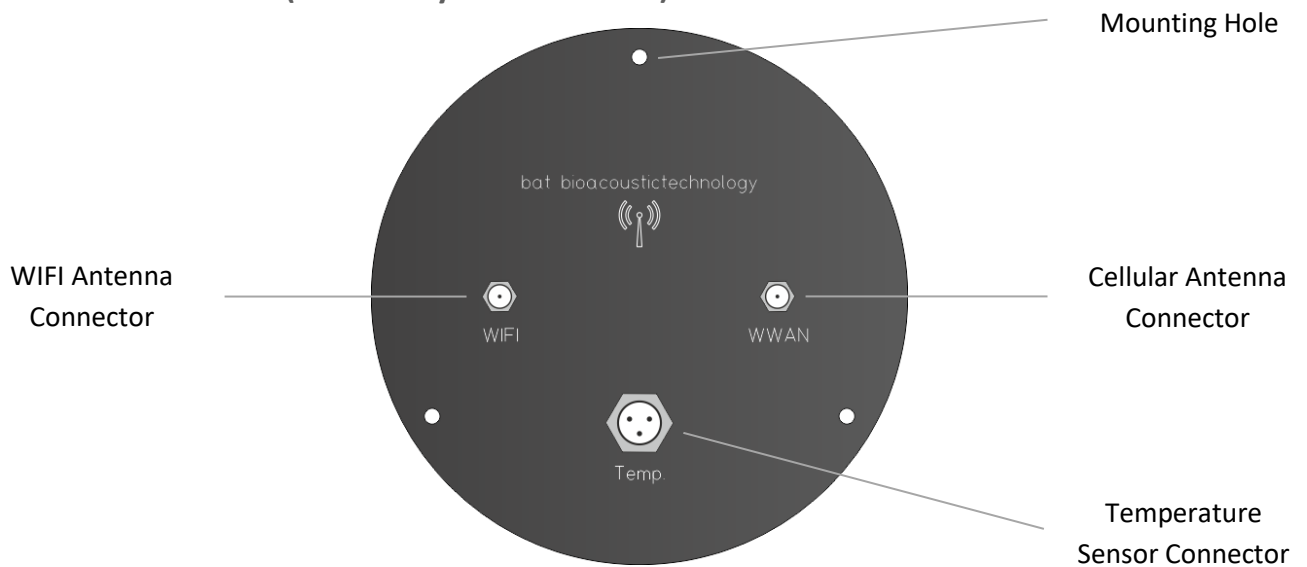 Mounting Hole
bat bioacoustictechnology
WIFI Antenna
Connector
Cellular Antenna
Connector
WIFI
WWAN
Temp.
Temperature
Sensor Connector